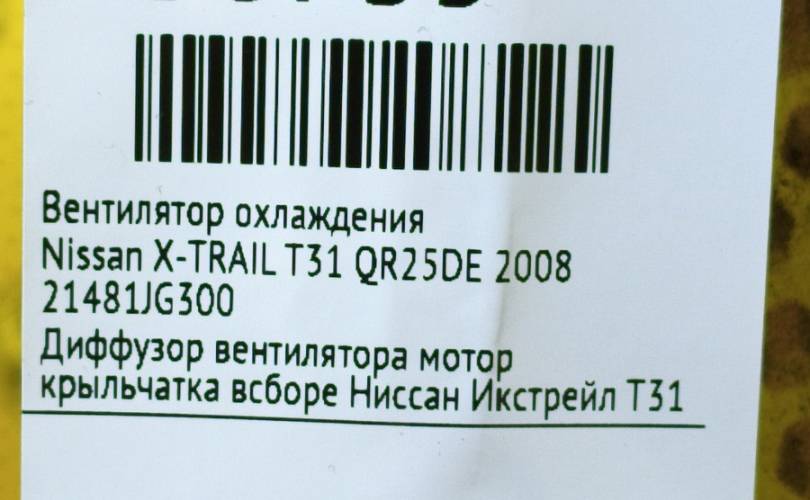 Вентилятор охлаждения
Nissan X-TRAIL T31 QR25DE 2008
21481JG300
Диффузор вентилятора мотор
крыльчатка всборе Ниссан Икстрейл Т31